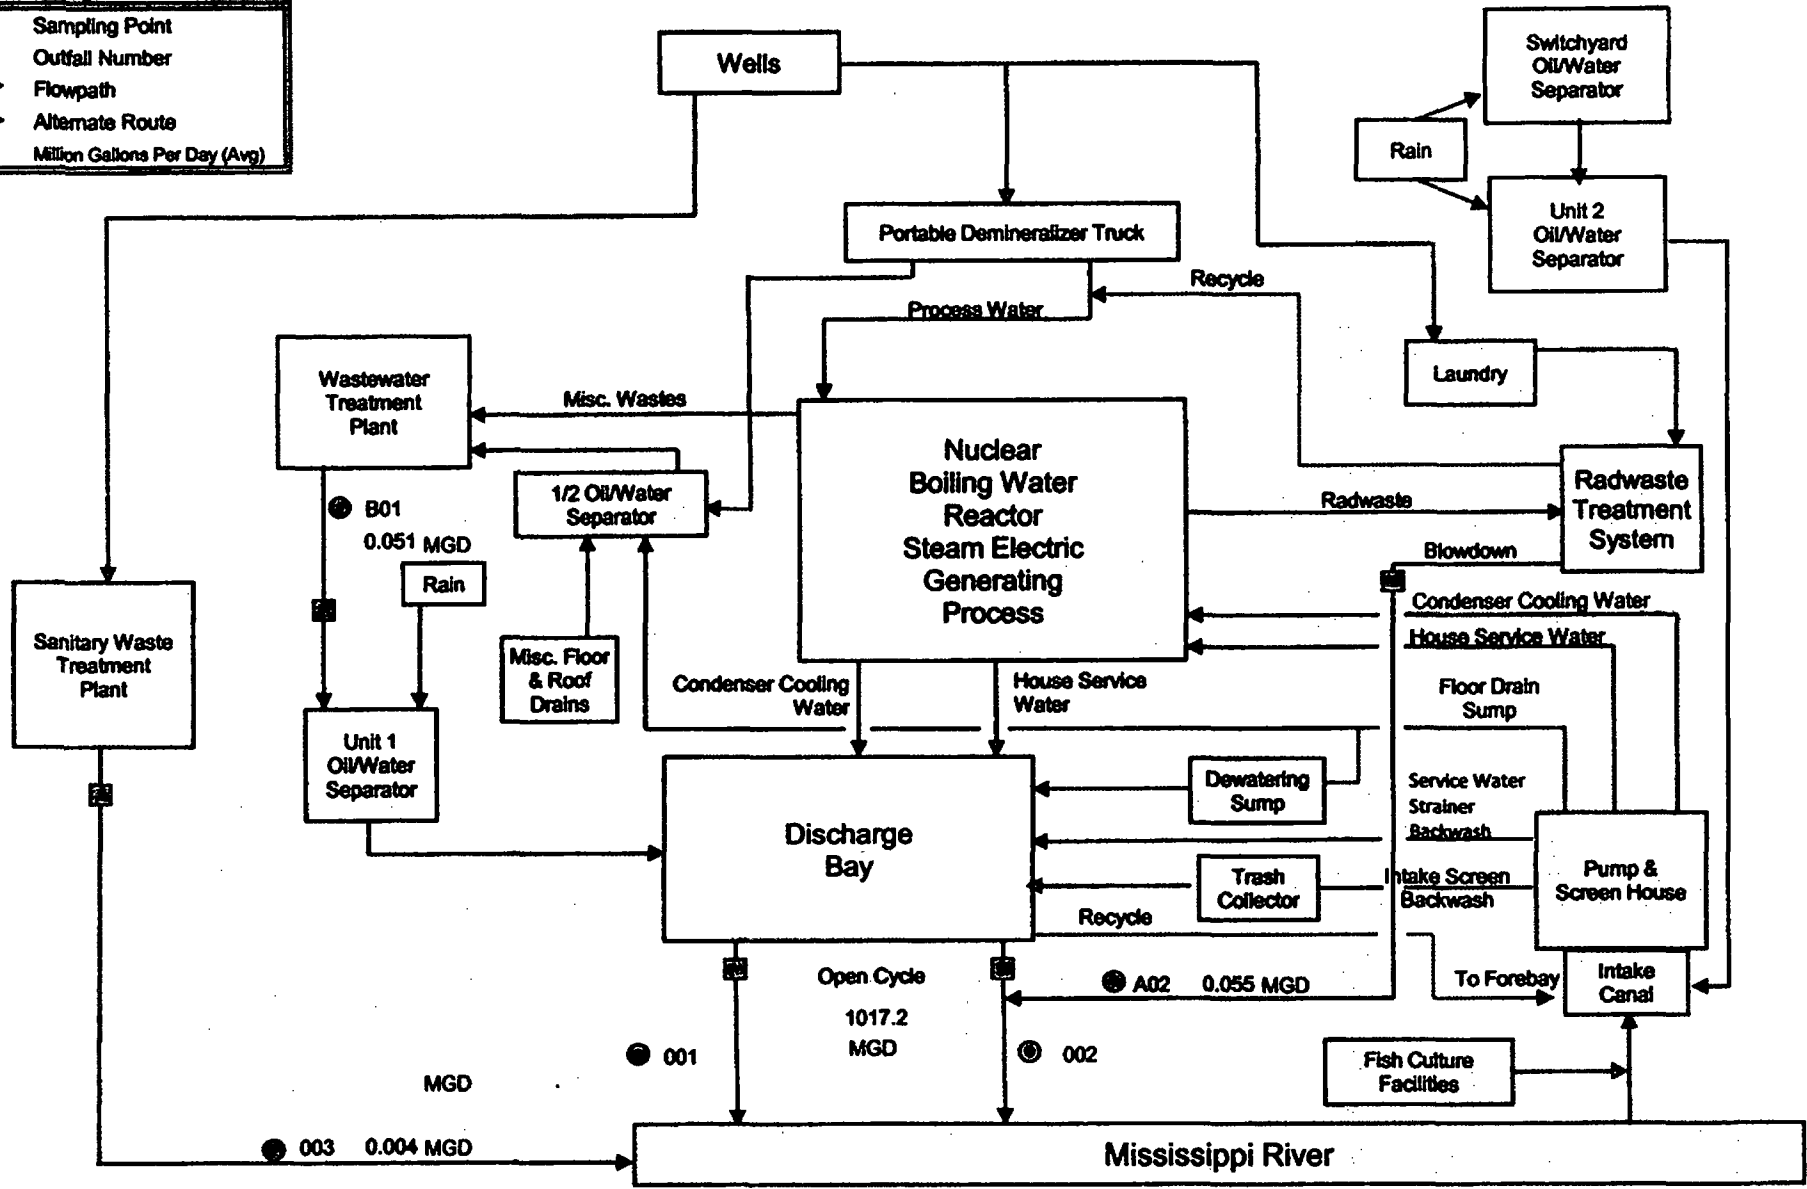 Sampling Point
Outfall Number
Flowpath
Alternate Route
Million Gallons Per Day (Avg)
Wells
Switchyard
Oil/Water
Separator
Rain
Unit 2
Oil/Water
Separator
Portable Demineralizer Truck
Recycle
Process Water
Laundry
Wastewater
Treatment
Plant
Misc. Wastes
Nuclear
Boiling Water
Reactor
Steam Electric
Generating
Process
1/2 Oil/Water
Separator
Radwaste
Radwaste
Treatment
System
B01
0.051 MGD
Rain
Blowdown
Condenser Cooling Water
House Service Water
Sanitary Waste
Treatment
Plant
Misc. Floor
& Roof
Drains
Condenser Cooling
Water
House Service
Water
Floor Drain
Sump
Unit 1
Oil/Water
Separator
Discharge
Bay
Dewatering
Sump
Service Water
Strainer
Backwash
Trash
Collector
Intake Screen
Backwash
Pump &
Screen House
Recycle
Open Cycle
1017.2
MGD
A02 0.055 MGD
To Forebay
Intake
Canal
001
002
Fish Culture
Facilities
MGD
003 0.004 MGD
Mississippi River